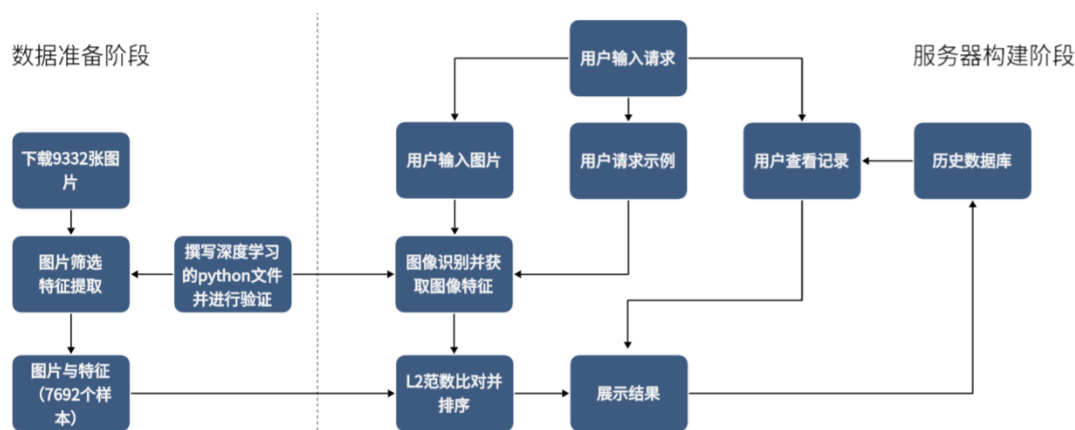 数据准备阶段
服务器构建阶段
用户输入请求
下载9332张图
片
用户输入图片
用户请求示例
用户查看记录
历史数据库
图片筛选
特征提取
撰写深度学习
的python文件
并进行验证
图像识别并获
取图像特征
图片与特征
（7692个样
本）
L2范数比对并
排序
展示结果